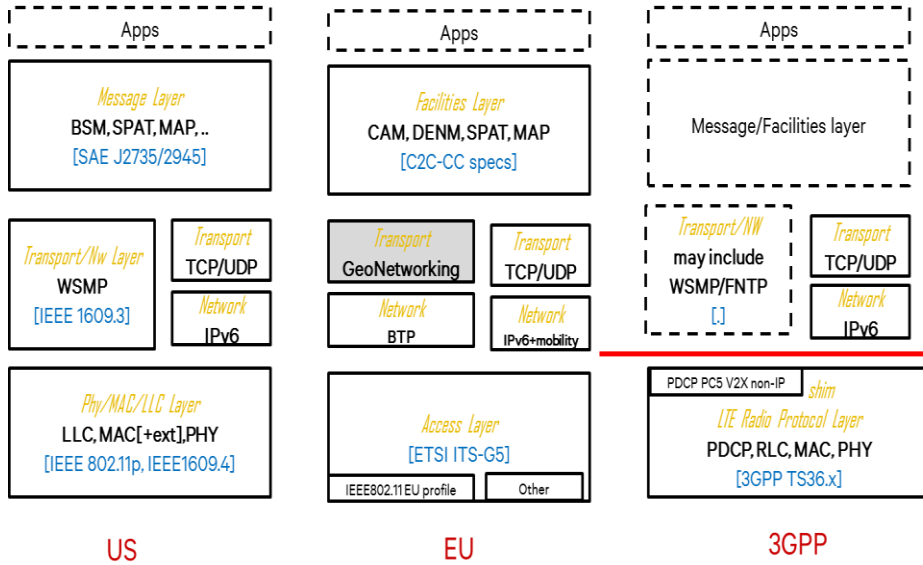 Apps
Message Layer
BSM, SPAT, MAP, ..
[SAE J2735/2945]
Transport/Nw Layer
WSMP
[IEEE 1609.3]
Transport
TCP/UDP
Network
IPv6
Phy/MAC/LLC Layer
LLC, MAC[+ext],PHY
[IEEE 802.11p, IEEE1609.4]
US
Apps
Facilities Layer
CAM, DENM, SPAT, MAP
[C2C-CC specs]
Transport
GeoNetworking
Network
BTP
Transport
TCP/UDP
Network
IPv6+mobility
Access Layer
[ETSI ITS-G5]
IEEE802.11 EU profile
Other
EU
Apps
Message/Facilities layer
Transport/NW
may include
WSMP/FNTP
[.]
Transport
TCP/UDP
Network
IPv6
PDCP PC5 V2X non-IP
shim
LTE Radio Protocol Layer
PDCP, RLC, MAC, PHY
[3GPP TS36.x]
3GPP